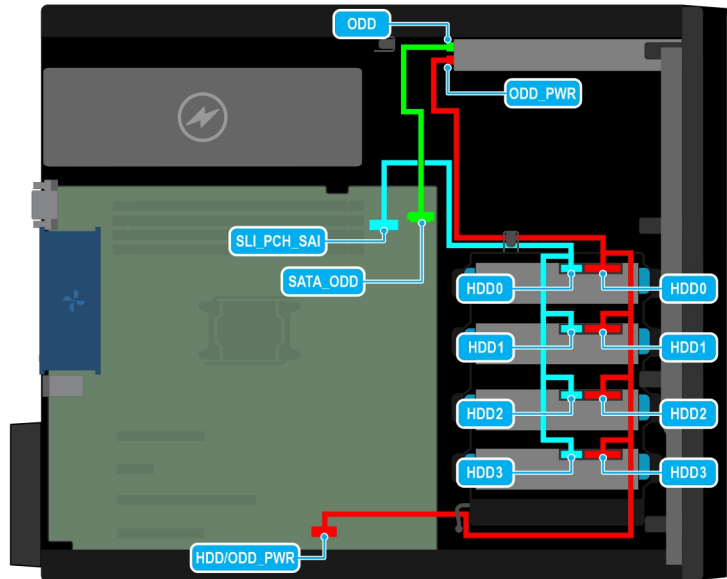 ODD
ODD_PWR
SLI_PCH_SAI
SATA_ODD
HDD0
HDD0
HDD1
HDD1
HDD2
HDD2
HDD3
HDD3
HDD/ODD_PWR